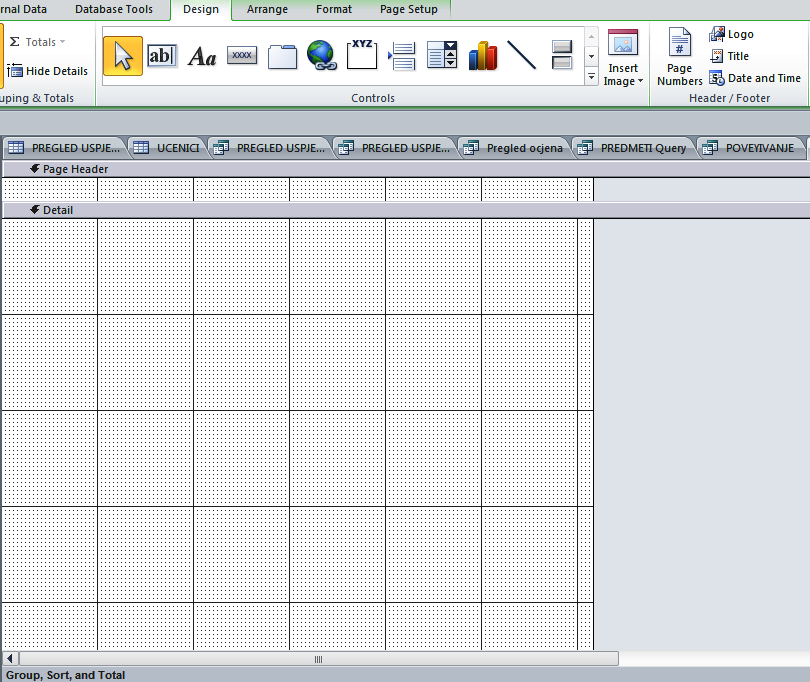 rnal Data Database Tools Design Arrange Format Page Setup
Σ Totals
Hide Details
uping & Totals
ab
Aa
XXXX
XYZ
Controls
Insert
Image
#
Page
Numbers
Logo
Title
Date and Time
Header / Footer
PREGLED USPJE... UCENICI PREGLED USPJE... PREGLED USPJE... Pregled ocjena PREDMETI Query POVEYIVANJE
Page Header
Detail
Group, Sort, and Total